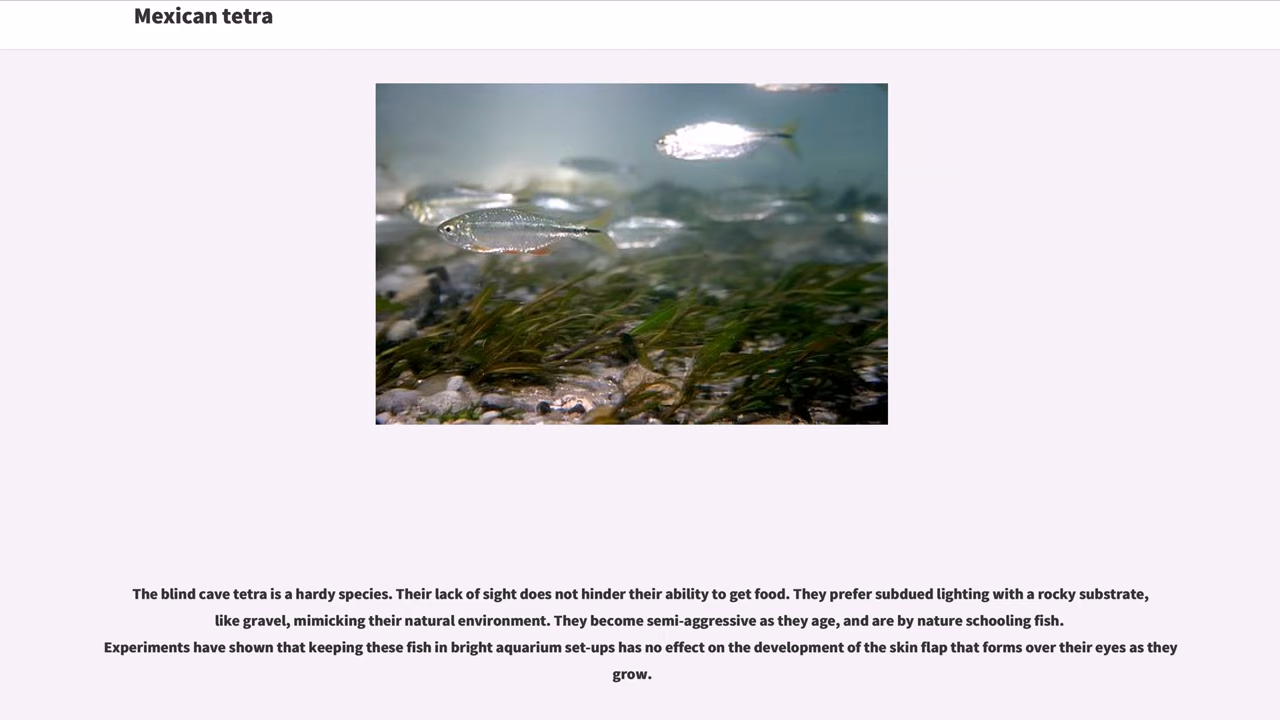 Mexican tetra
The blind cave tetra is a hardy species. Their lack of sight does not hinder their ability to get food. They prefer subdued lighting with a rocky substrate,
like gravel, mimicking their natural environment. They become semi-aggressive as they age, and are by nature schooling fish.
Experiments have shown that keeping these fish in bright aquarium set-ups has no effect on the development of the skin flap that forms over their eyes as they
grow.